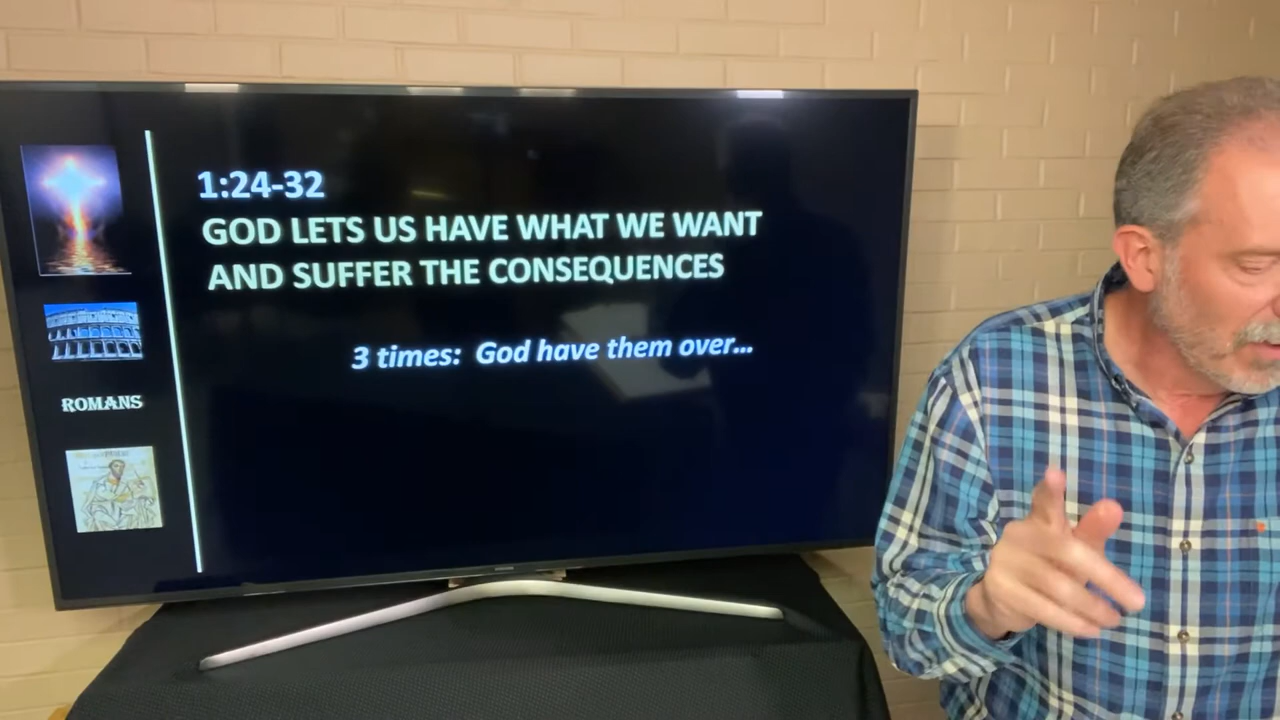 1:24-32
GOD LETS US HAVE WHAT WE WANT
AND SUFFER THE CONSEQUENCES
3 times: God have them over...
ROMANS